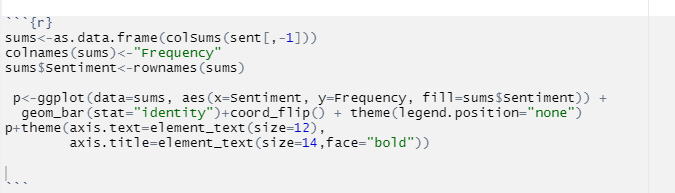 ```{r}
sums<-as.data.frame(colSums(sent[,-1]))
colnames(sums)<-"Frequency"
sums$Sentiment<-rownames(sums)
p<-ggplot(data=sums, aes(x=Sentiment, y=Frequency, fill=sums$Sentiment)) +
geom_bar(stat="identity")+coord_flip() + theme(legend.position="none")
p+theme(axis.text=element_text(size=12),
axis.title=element_text(size=14,face="bold"))
```